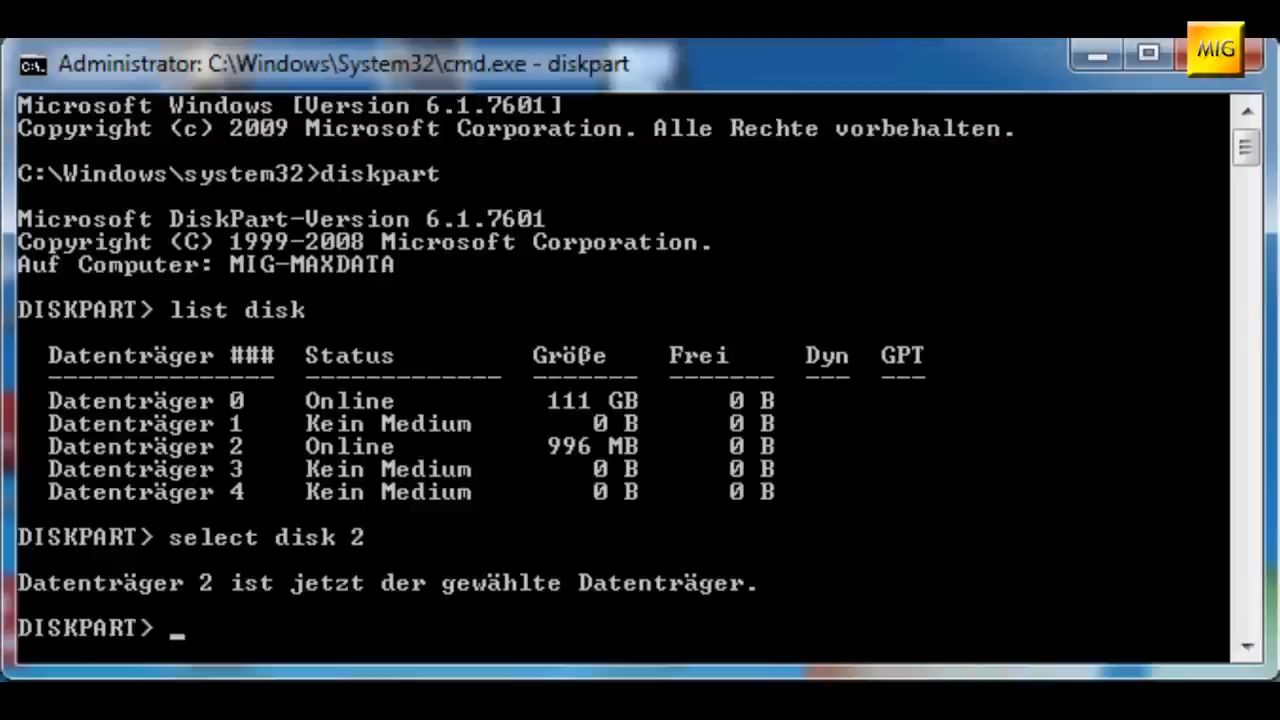 MIG
Administrator: C:\Windows\System32\cmd.exe - diskpart
Microsoft Windows [Version 6.1.7601]
Copyright (c) 2009 Microsoft Corporation. Alle Rechte vorbehalten.
C:\Windows\system32>diskpart
Microsoft DiskPart-Version 6.1.7601
Copyright (C) 1999-2008 Microsoft Corporation.
Auf Computer: MIG-MAXDATA
DISKPART> list disk
Datenträger ### Status Größe Frei Dyn GPT
--------------- ------------- ------- ------- --- ---
Datenträger 0 Online 111 GB 0 B
Datenträger 1 Kein Medium 0 B 0 B
Datenträger 2 Online 996 MB 0 B
Datenträger 3 Kein Medium 0 B 0 B
Datenträger 4 Kein Medium 0 B 0 B
DISKPART> select disk 2
Datenträger 2 ist jetzt der gewählte Datenträger.
DISKPART> _